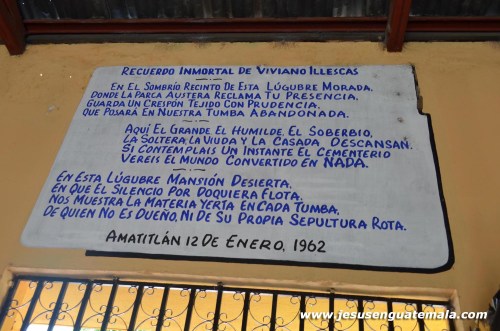 Recuerdo Inmortal de Viviano Illescas
En el Sombrío Recinto De Esta Lúgubre Morada.
Donde La Parca Austera Reclama Tu Presencia,
Guarda Un Crespón Tejido Con Prudencia.
Que Posará En Nuestra Tumba Abandonada.
Aquí El Grande, El Humilde, El Soberbio,
La Soltera, La Viuda y La Casada Descansan.
Si Contemplais Un Instante El Cementerio
Vereis El Mundo Convertido En NADA.
En Esta Lúgubre Mansión Desierta.
En Que El Silencio Por Doquiera Flota.
Nos Muestra La Materia Yerta En Cada Tumba.
De Quien No Es Dueño, Ni De Su Propia Sepultura Rota.
Amatitlán 12 De Enero, 1962
www.jesusenguatemala.com